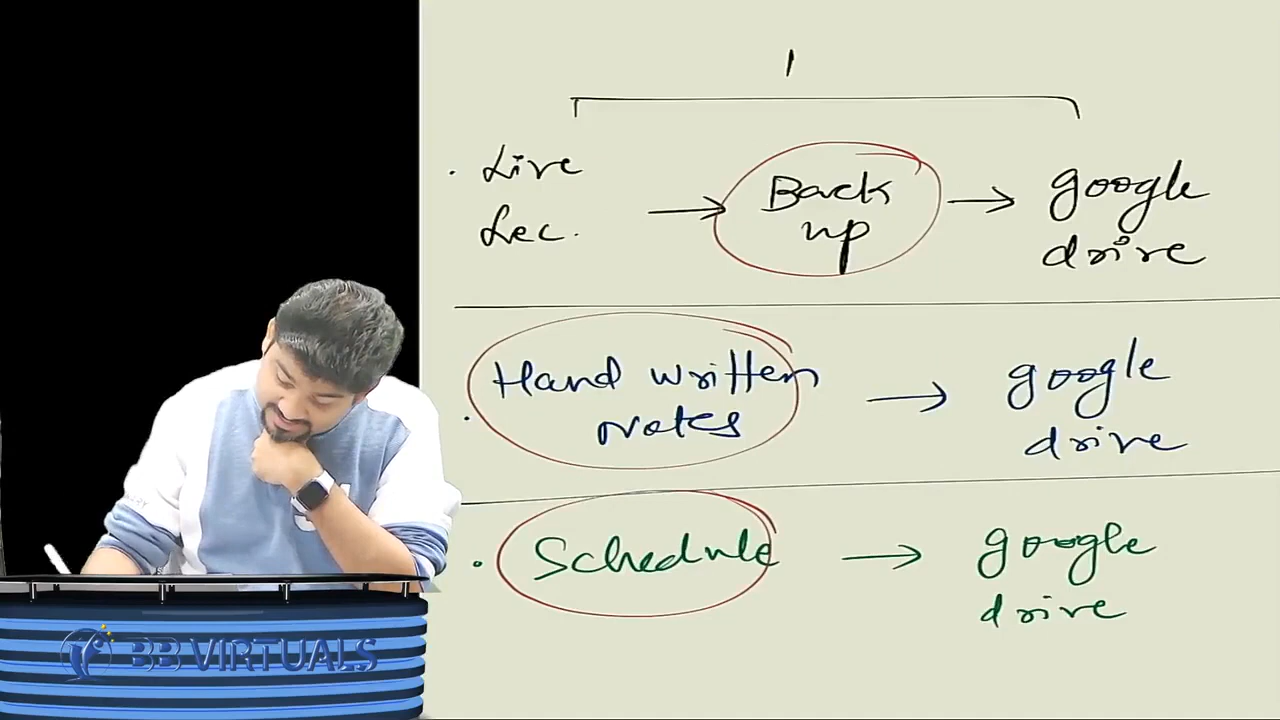 1
. Live
Lec.
→ Back
up
→ google
drive
. Hand written
notes
→ google
drive
. Schedule → google
drive
BB VIRTUALS